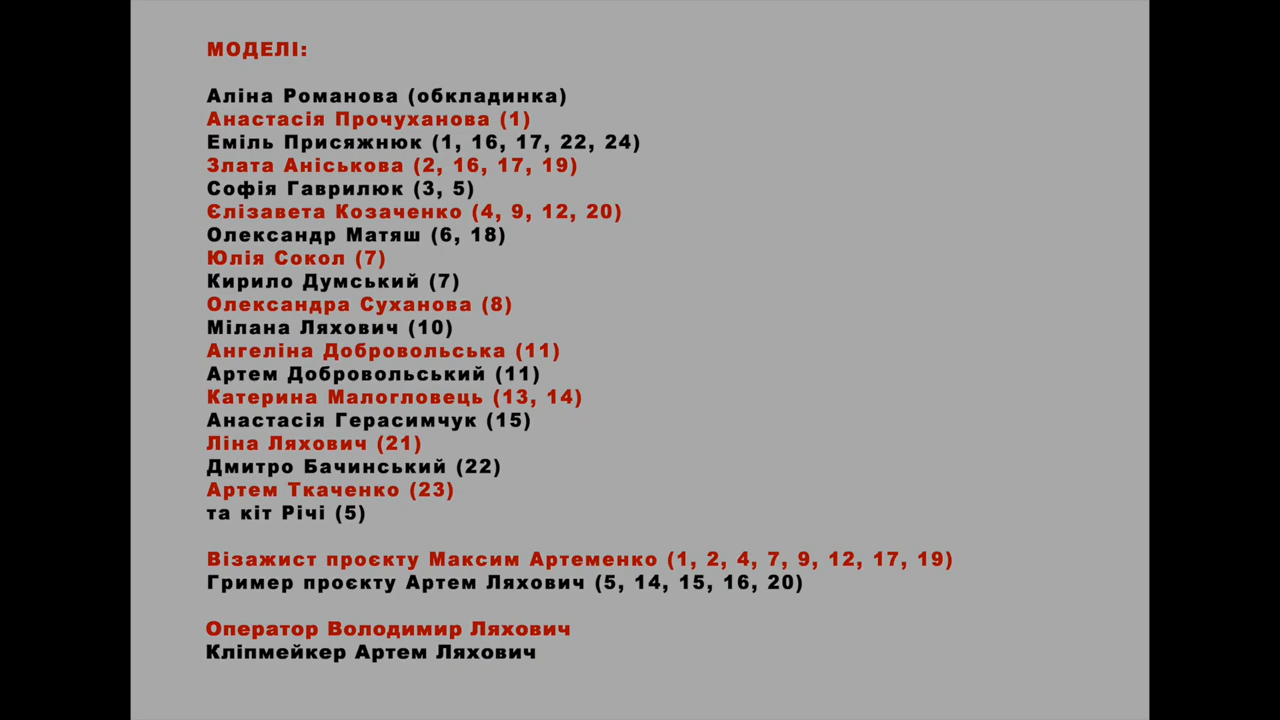 МОДЕЛІ:
Аліна Романова (обкладинка)
Анастасія Прочуханова (1)
Еміль Присяжнюк (1, 16, 17, 22, 24)
Злата Аніськова (2, 16, 17, 19)
Софія Гаврилюк (3, 5)
Єлізавета Козаченко (4, 9, 12, 20)
Олександр Матяш (6, 18)
Юлія Сокол (7)
Кирило Думський (7)
Олександра Суханова (8)
Мілана Ляхович (10)
Ангеліна Добровольська (11)
Артем Добровольський (11)
Катерина Малогловець (13, 14)
Анастасія Герасимчук (15)
Ліна Ляхович (21)
Дмитро Бачинський (22)
Артем Ткаченко (23)
та кіт Річі (5)
Візажист проєкту Максим Артеменко (1, 2, 4, 7, 9, 12, 17, 19)
Гример проєкту Артем Ляхович (5, 14, 15, 16, 20)
Оператор Володимир Ляхович
Кліпмейкер Артем Ляхович